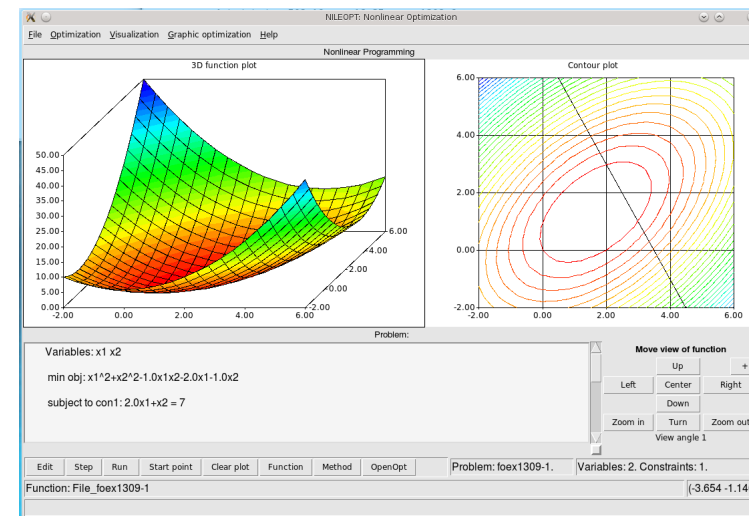 NILEOPT: Nonlinear Optimization
File Optimization Visualization Graphic optimization Help
Nonlinear Programming
3D function plot
50.00
45.00
40.00
35.00
30.00
25.00
20.00
15.00
10.00
5.00
0.00
-2.00 0.00 2.00 4.00 6.00
6.00
4.00
2.00
0.00
-2.00
Contour plot
6.00
4.00
2.00
0.00
-2.00
-2.00 0.00 2.00 4.00 6.00
Problem:
Variables: x1 x2
min obj: x1^2+x2^2-1.0x1x2-2.0x1-1.0x2
subject to con1: 2.0x1+x2 = 7
Move view of function
Up +
Left Center Right
Down
Zoom in Turn Zoom out
View angle 1
Edit Step Run Start point Clear plot Function Method OpenOpt Problem: foex1309-1. Variables: 2. Constraints: 1.
Function: File_foex1309-1 (-3.654 -1.14